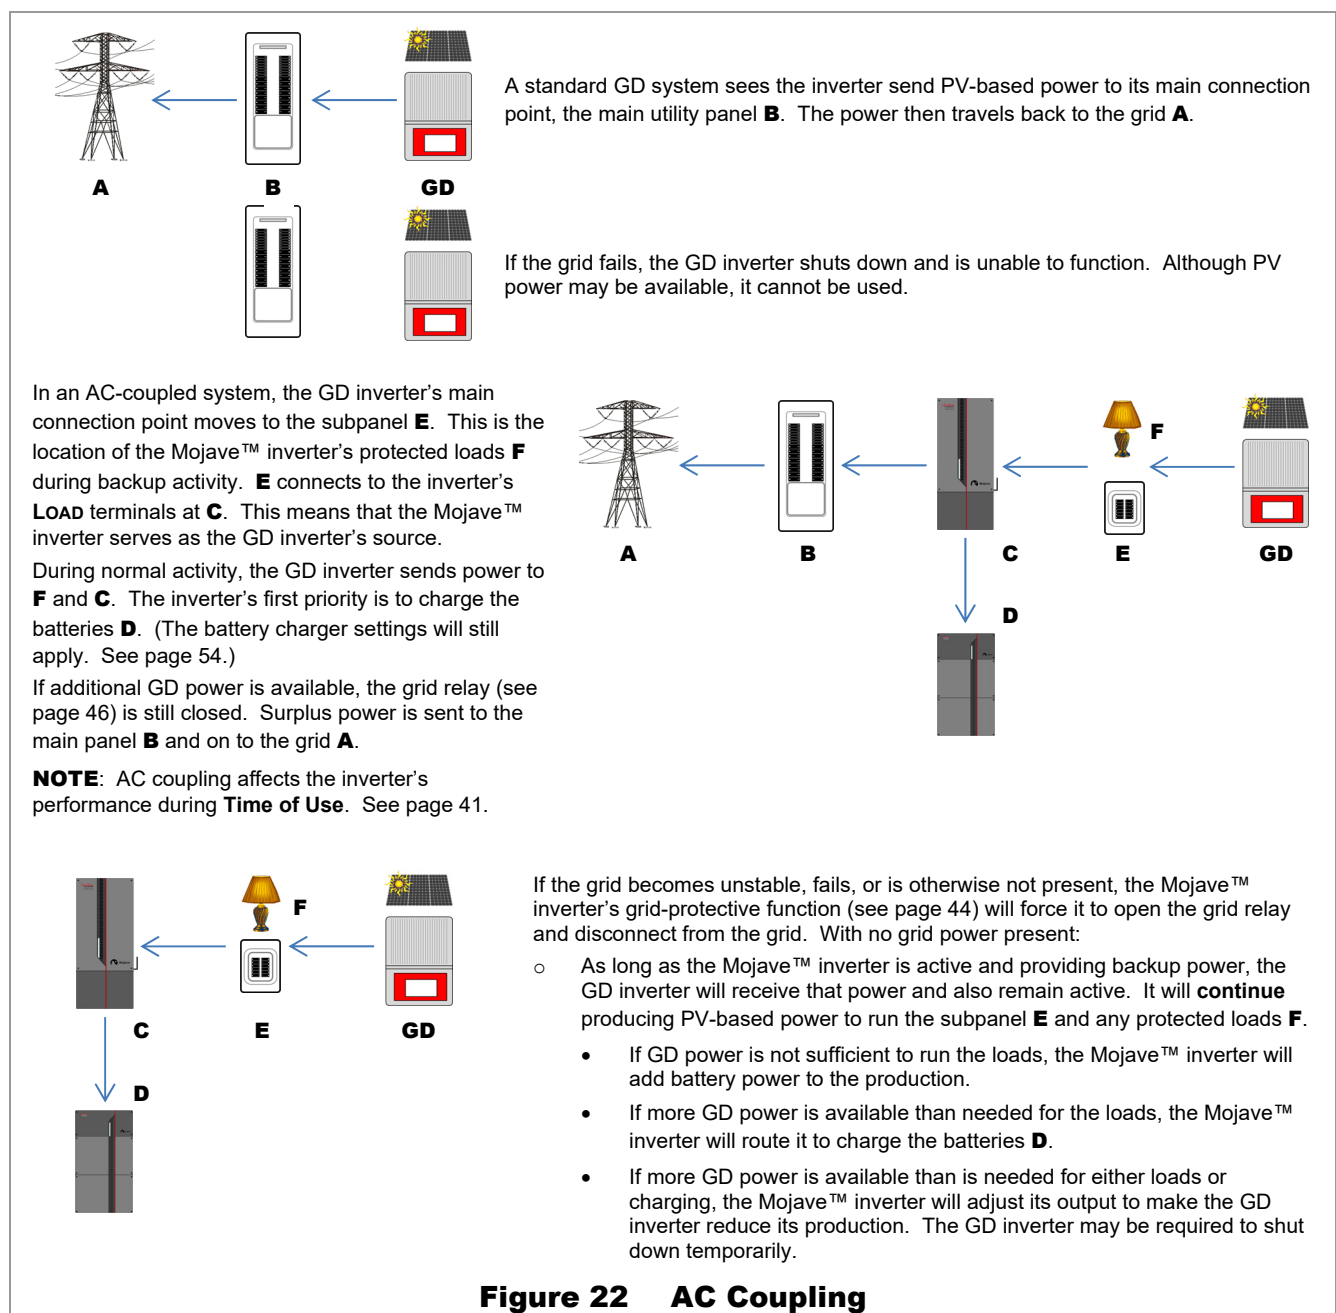 A standard GD system sees the inverter send PV-based power to its main connection
point, the main utility panel B.  The power then travels back to the grid A.
A
B
GD
If the grid fails, the GD inverter shuts down and is unable to function.  Although PV
power may be available, it cannot be used.
In an AC-coupled system, the GD inverter’s main
connection point moves to the subpanel E.  This is the
location of the Mojave™ inverter’s protected loads F
during backup activity.  E connects to the inverter’s
LOAD terminals at C.  This means that the Mojave™
inverter serves as the GD inverter’s source.
During normal activity, the GD inverter sends power to
F and C.  The inverter’s first priority is to charge the
batteries D.  (The battery charger settings will still
apply.  See page 54.)
If additional GD power is available, the grid relay (see
page 46) is still closed.  Surplus power is sent to the
main panel B and on to the grid A.
NOTE:  AC coupling affects the inverter’s
performance during Time of Use.  See page 41.
F
A
B
C
E
GD
D
F
C
E
GD
D
If the grid becomes unstable, fails, or is otherwise not present, the Mojave™
inverter’s grid-protective function (see page 44) will force it to open the grid relay
and disconnect from the grid.  With no grid power present:
○ As long as the Mojave™ inverter is active and providing backup power, the
GD inverter will receive that power and also remain active.  It will continue
producing PV-based power to run the subpanel E and any protected loads F.
• If GD power is not sufficient to run the loads, the Mojave™ inverter will
add battery power to the production.
• If more GD power is available than needed for the loads, the Mojave™
inverter will route it to charge the batteries D.
• If more GD power is available than is needed for either loads or
charging, the Mojave™ inverter will adjust its output to make the GD
inverter reduce its production.  The GD inverter may be required to shut
down temporarily.
Figure 22 AC Coupling